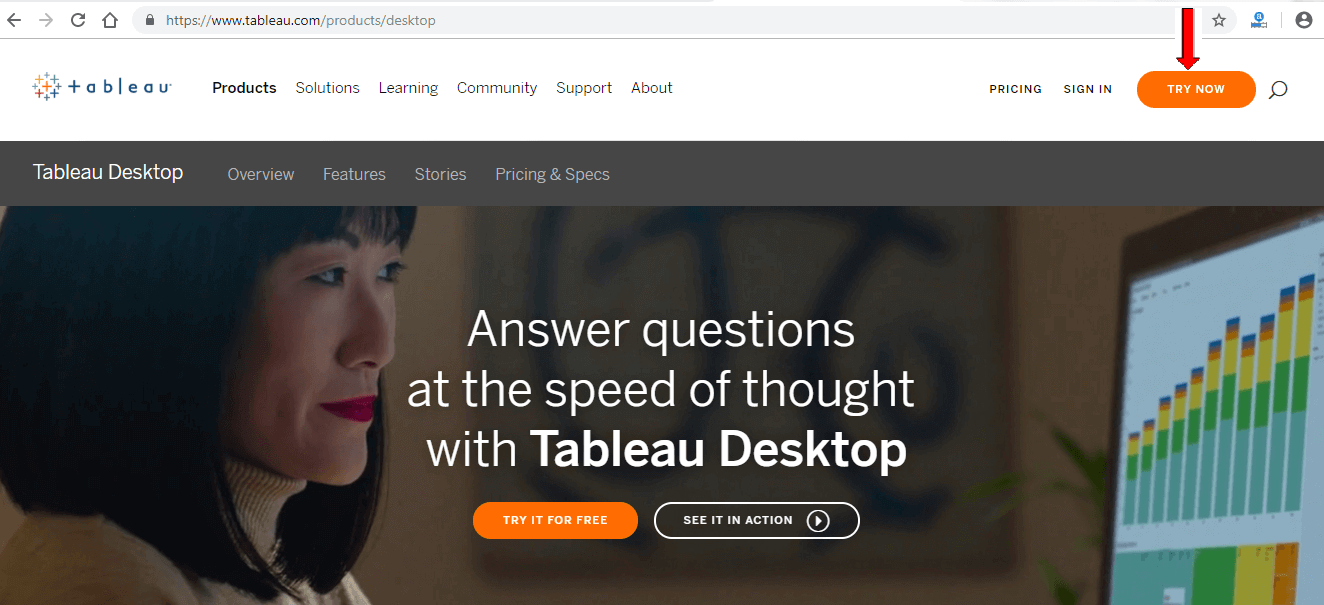 https://www.tableau.com/products/desktop
+ a b l e a u
Products Solutions Learning Community Support About
PRICING SIGN IN TRY NOW
Tableau Desktop Overview Features Stories Pricing & Specs
Answer questions
at the speed of thought
with Tableau Desktop
TRY IT FOR FREE SEE IT IN ACTION